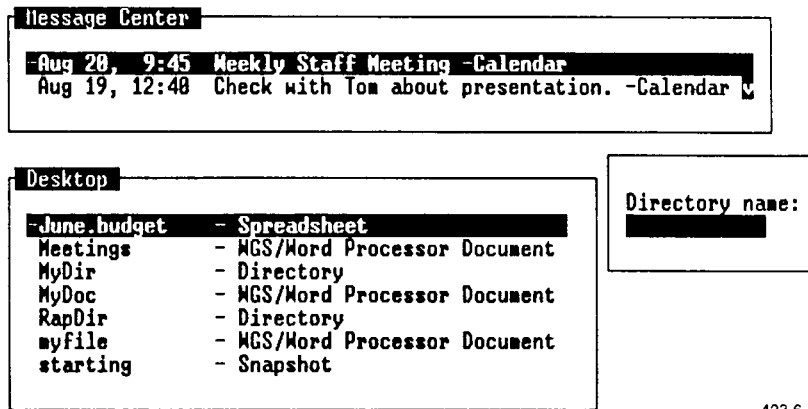 Message Center
-Aug 20, 9:45 Weekly Staff Meeting -Calendar
Aug 19, 12:40 Check with Tom about presentation. -Calendar v
Desktop
-June.budget - Spreadsheet
Meetings - WGS/Word Processor Document
MyDir - Directory
MyDoc - WGS/Word Processor Document
RapDir - Directory
myfile - WGS/Word Processor Document
starting - Snapshot
Directory name: